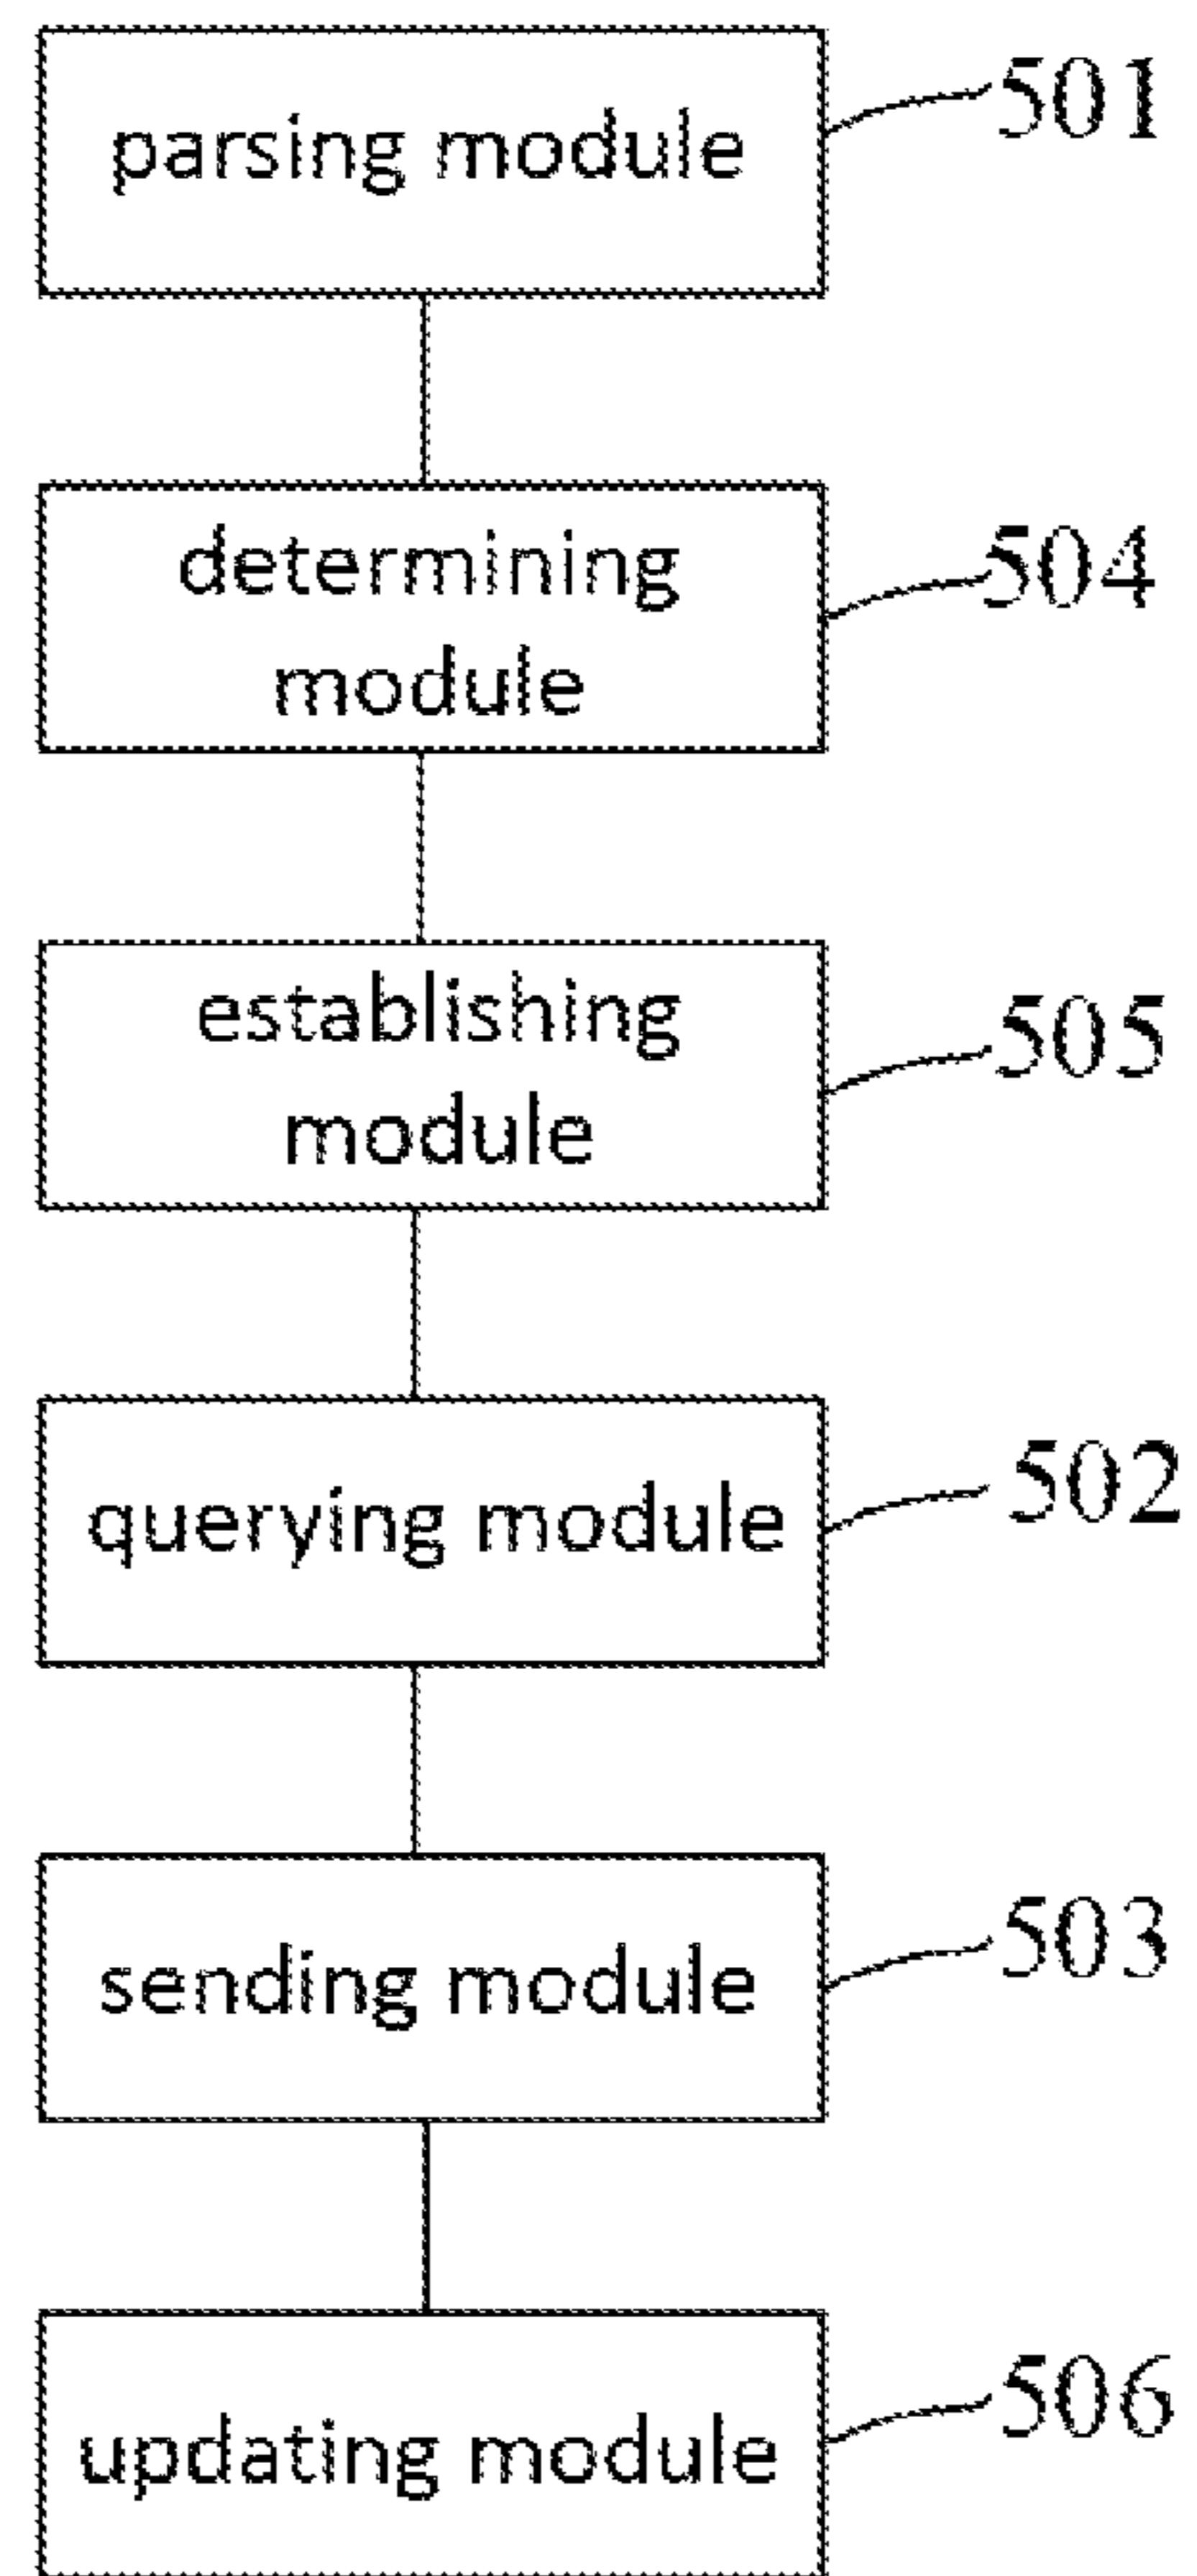 parsing module
501
determining
module
504
establishing
module
505
querying module
502
sending module
503
updating module
506